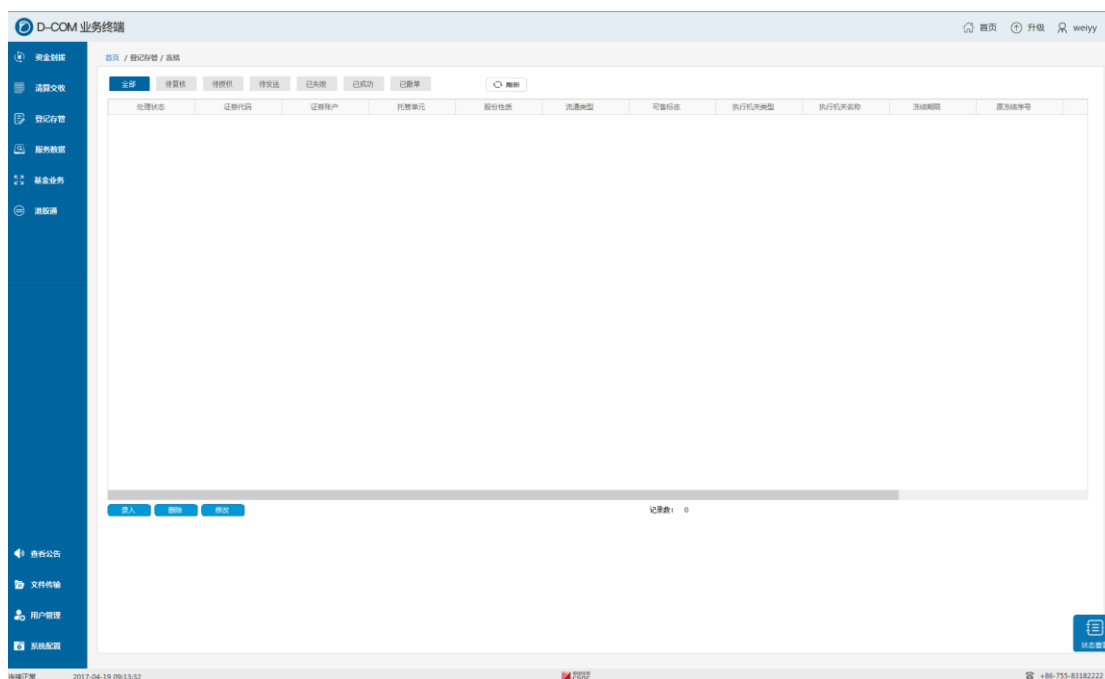 D-COM 业务终端
首页 升级 weiyy
资金划拨
清算交收
登记存管
服务数据
基金业务
港股通
首页 / 登记存管 / 冻结
全部 待复核 待授权 待发送 已失败 已成功 已撤单 刷新
处理状态 证券代码 证券账户 托管单元 股份性质 流通类型 可售标志 执行机关类型 执行机关名称 冻结期限 原冻结序号
录入 删除 修改 记录数: 0
查看公告
文件传输
用户管理
系统配置
连接正常 2017-04-19 09:13:32 CSDC +86-755-83182222